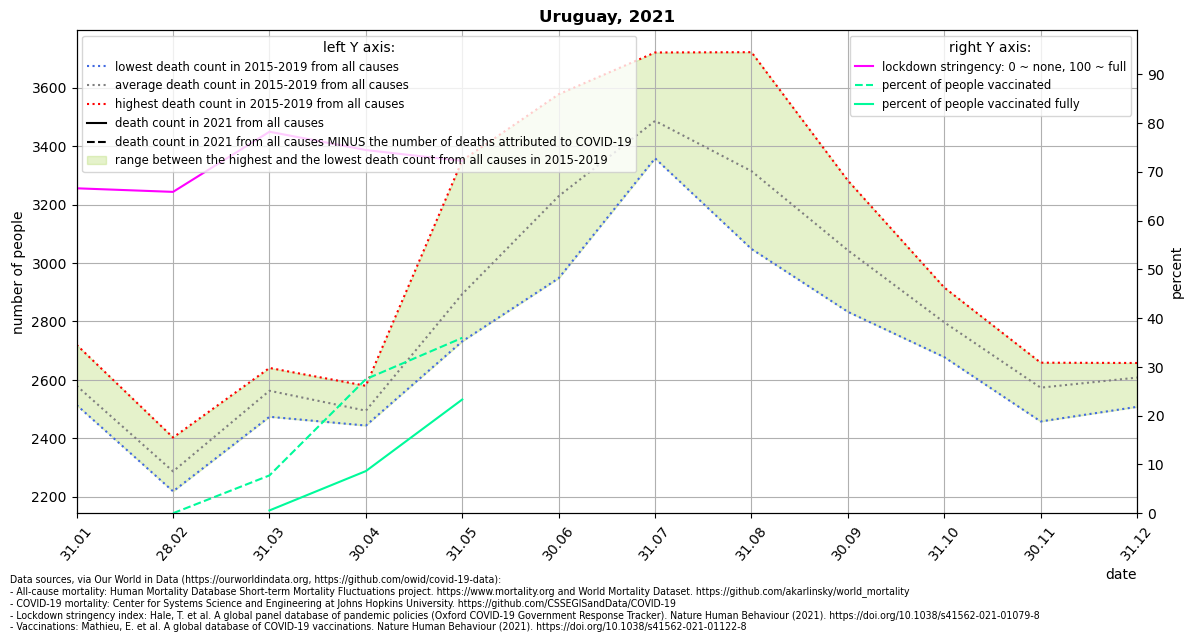 Uruguay, 2021
left Y axis:
lowest death count in 2015-2019 from all causes
average death count in 2015-2019 from all causes
highest death count in 2015-2019 from all causes
death count in 2021 from all causes
death count in 2021 from all causes MINUS the number of deaths attributed to COVID-19
range between the highest and the lowest death count from all causes in 2015-2019
right Y axis:
lockdown stringency: 0 ~ none, 100 ~ full
percent of people vaccinated
percent of people vaccinated fully
number of people
3600
3400
3200
3000
2800
2600
2400
2200
percent
90
80
70
60
50
40
30
20
10
0
31.01
28.02
31.03
30.04
31.05
30.06
31.07
31.08
30.09
31.10
30.11
31.12
date
Data sources, via Our World in Data (https://ourworldindata.org, https://github.com/owid/covid-19-data):
- All-cause mortality: Human Mortality Database Short-term Mortality Fluctuations project. https://www.mortality.org and World Mortality Dataset. https://github.com/akarlinsky/world_mortality
- COVID-19 mortality: Center for Systems Science and Engineering at Johns Hopkins University. https://github.com/CSSEGISandData/COVID-19
- Lockdown stringency index: Hale, T. et al. A global panel database of pandemic policies (Oxford COVID-19 Government Response Tracker). Nature Human Behaviour (2021). https://doi.org/10.1038/s41562-021-01079-8
- Vaccinations: Mathieu, E. et al. A global database of COVID-19 vaccinations. Nature Human Behaviour (2021). https://doi.org/10.1038/s41562-021-01122-8